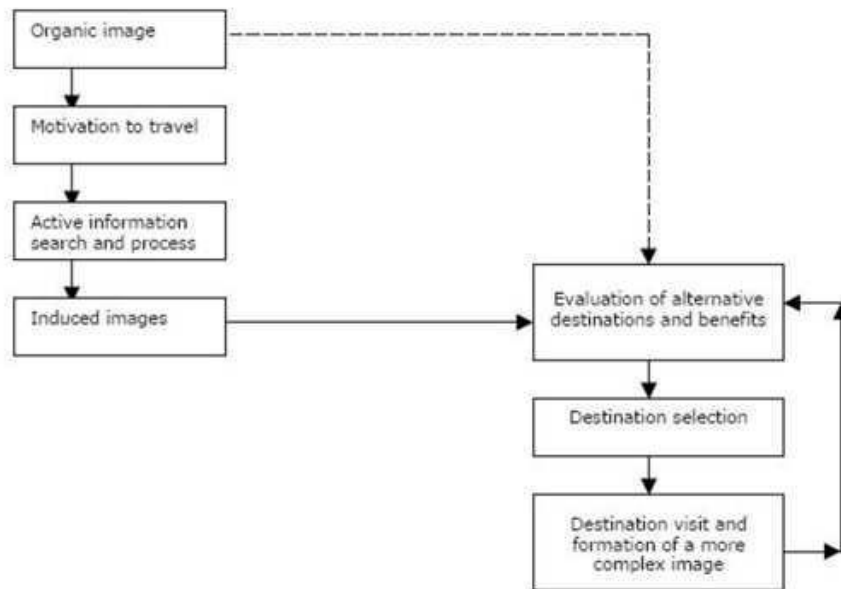 Organic image
Motivation to travel
Active information
search and process
Induced images
Evaluation of alternative
destinations and benefits
Destination selection
Destination visit and
formation of a more
complex image